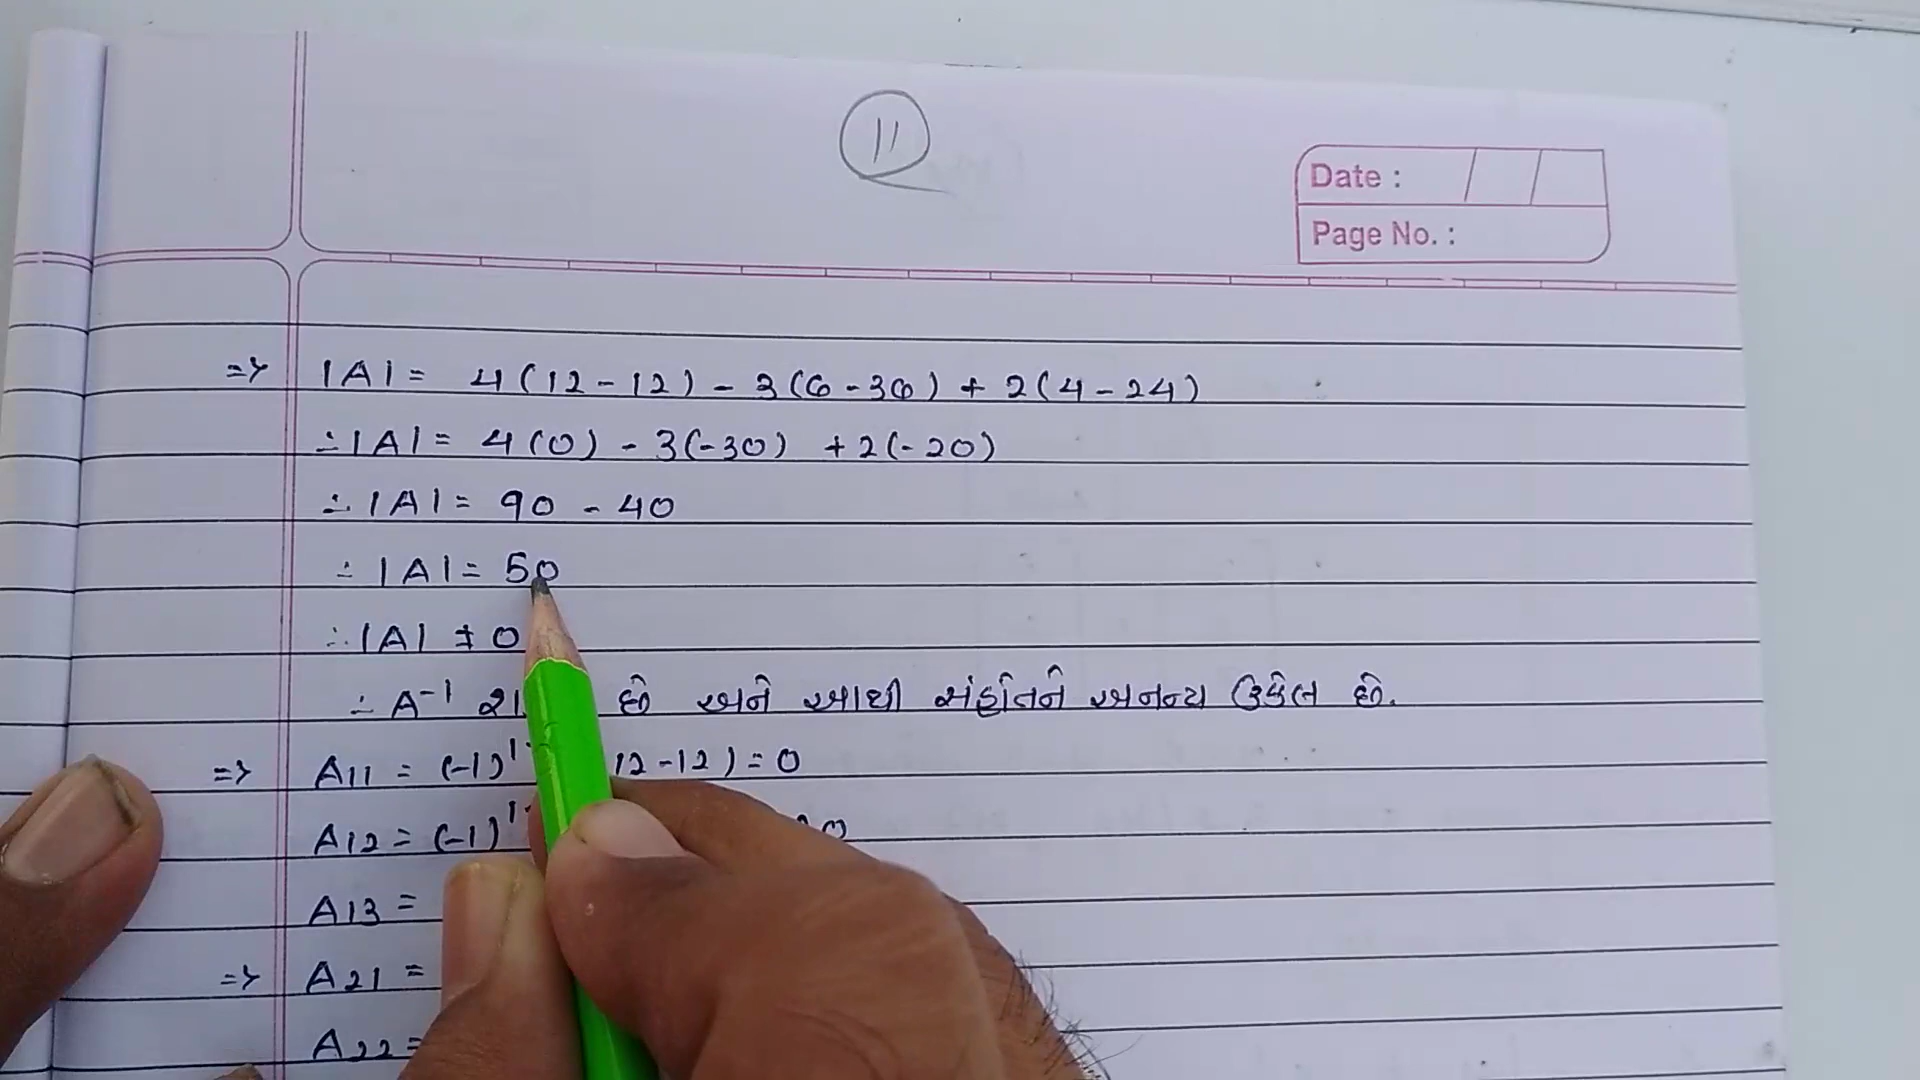 11
Date :
Page No. :
=> |A| = 4(12-12) - 3(6-36) + 2(4-24)
∴ |A| = 4(0) - 3(-30) + 2(-20)
∴ |A| = 90 - 40
∴ |A| = 50
∴ |A| ≠ 0
∴ A⁻¹ છે અને આથી સંહતિને અનન્ય ઉકેલ છે.
=> A11 = (-1)¹ 12-12) = 0
A12 = (-1)¹
A13 =
=> A21 =
A22 =